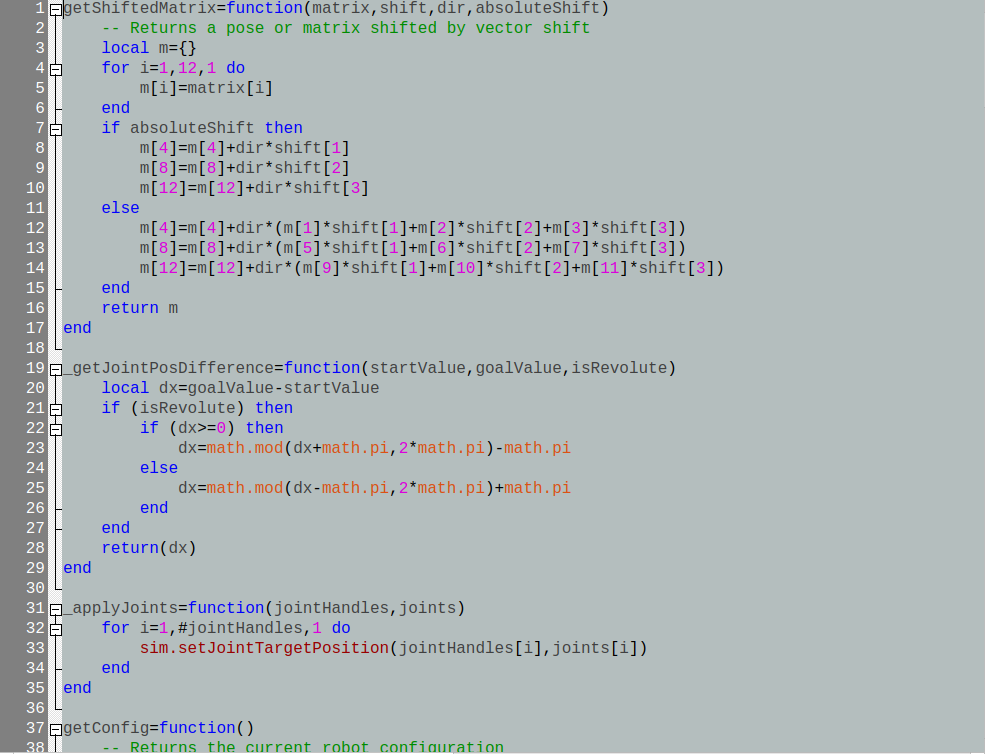 1 getShiftedMatrix=function(matrix,shift,dir,absoluteShift)
2     -- Returns a pose or matrix shifted by vector shift
3     local m={}
4     for i=1,12,1 do
5         m[i]=matrix[i]
6     end
7     if absoluteShift then
8         m[4]=m[4]+dir*shift[1]
9         m[8]=m[8]+dir*shift[2]
10         m[12]=m[12]+dir*shift[3]
11     else
12         m[4]=m[4]+dir*(m[1]*shift[1]+m[2]*shift[2]+m[3]*shift[3])
13         m[8]=m[8]+dir*(m[5]*shift[1]+m[6]*shift[2]+m[7]*shift[3])
14         m[12]=m[12]+dir*(m[9]*shift[1]+m[10]*shift[2]+m[11]*shift[3])
15     end
16     return m
17 end
18
19 _getJointPosDifference=function(startValue,goalValue,isRevolute)
20     local dx=goalValue-startValue
21     if (isRevolute) then
22         if (dx>=0) then
23             dx=math.mod(dx+math.pi,2*math.pi)-math.pi
24         else
25             dx=math.mod(dx-math.pi,2*math.pi)+math.pi
26         end
27     end
28     return(dx)
29 end
30
31 _applyJoints=function(jointHandles,joints)
32     for i=1,#jointHandles,1 do
33         sim.setJointTargetPosition(jointHandles[i],joints[i])
34     end
35 end
36
37 getConfig=function()
38     -- Returns the current robot configuration